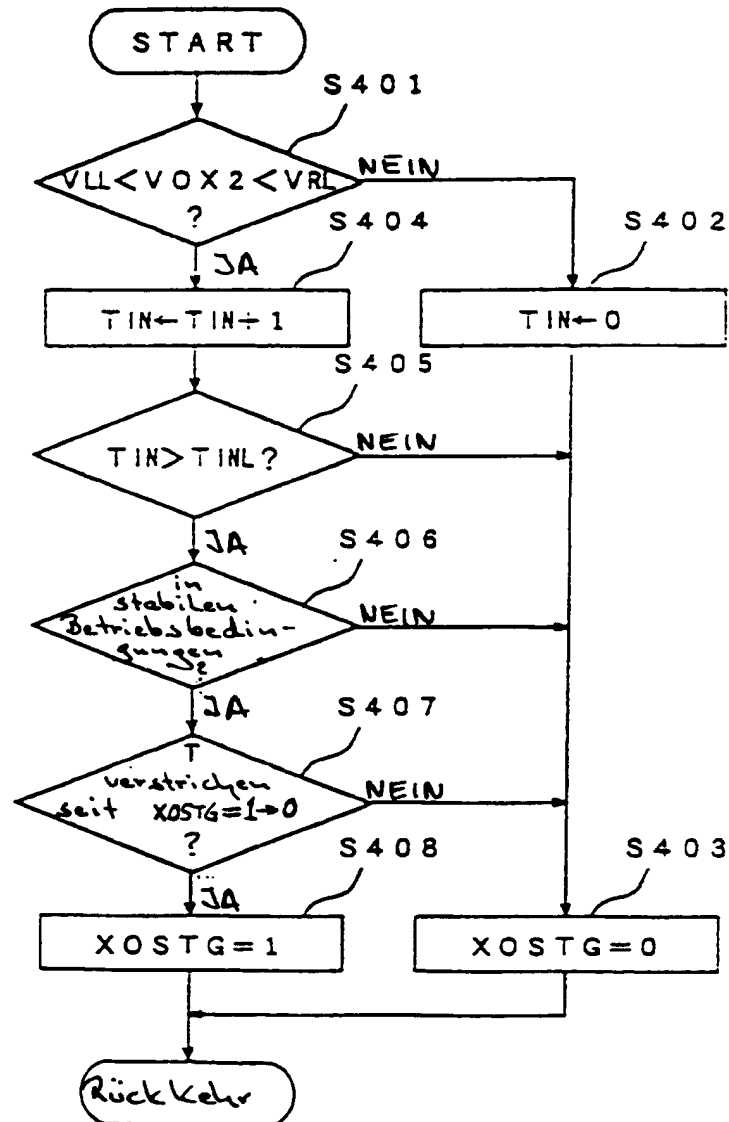 START
S401
VLL<VOX2<VRL
?
NEIN
JA
S404
S402
TIN←TIN+1
TIN←0
S405
TIN>TINL?
NEIN
JA
S406
in
stabilen
Betriebsbedin-
gungen
?
NEIN
JA
S407
T
verstrichen
seit XOSTG=1→0
?
NEIN
JA
S408
S403
XOSTG=1
XOSTG=0
Rückkehr